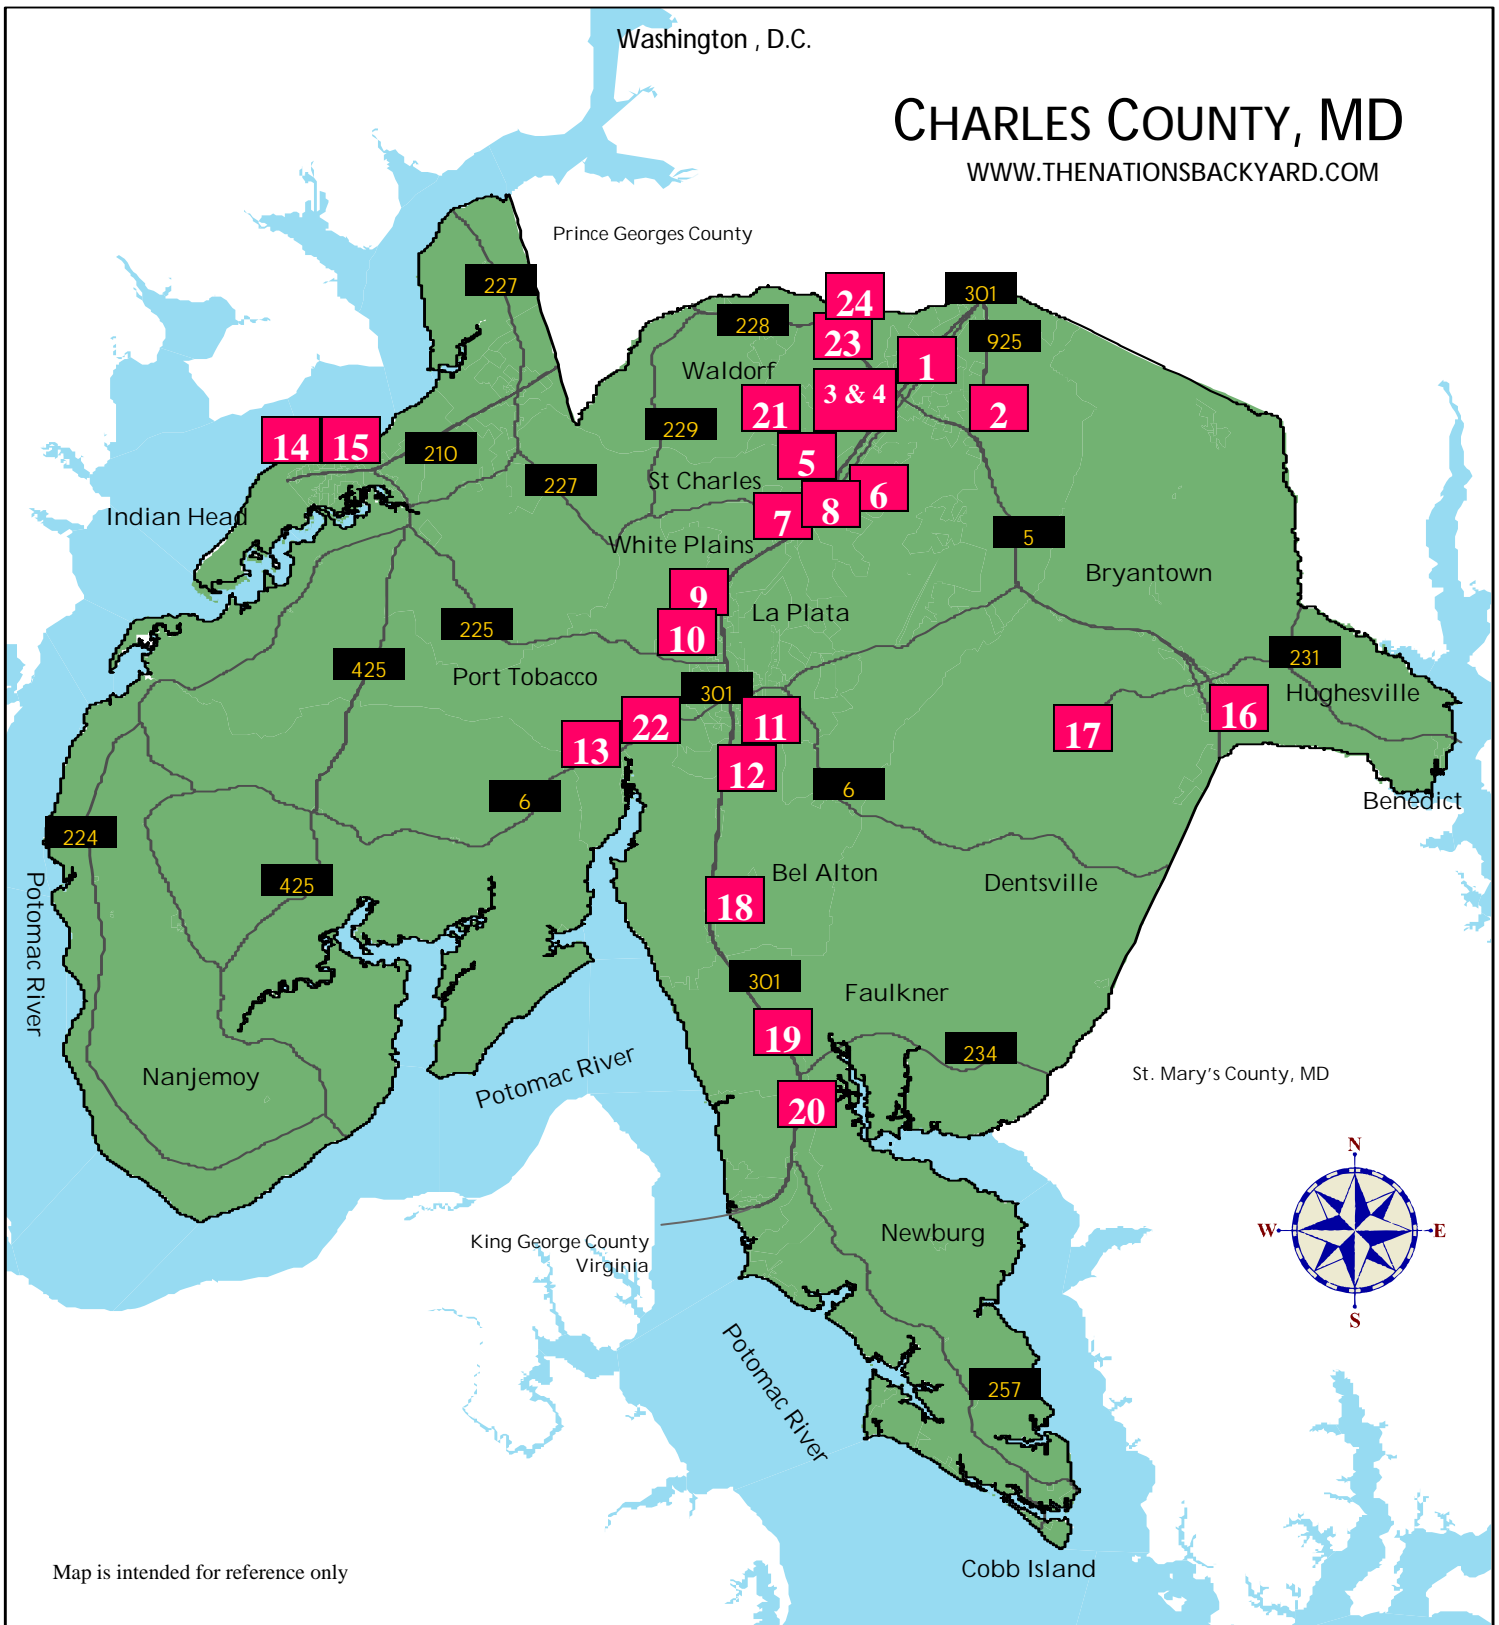 Washington , D.C.
CHARLES COUNTY, MD
WWW.THENATIONSBACKYARD.COM
Prince Georges County
227
24
301
228
23
925
1
Waldorf
3 & 4
21
2
229
14
15
210
5
St Charles
227
6
8
7
Indian Head
White Plains
5
Bryantown
9
La Plata
225
10
425
231
Port Tobacco
301
Hughesville
22
11
16
13
17
12
6
6
Benedict
224
Bel Alton
425
Dentsville
18
Potomac River
301
Faulkner
19
234
Nanjemoy
Potomac River
St. Mary's County, MD
20
N
W
E
S
King George County
Virginia
Newburg
Potomac River
257
Cobb Island
Map is intended for reference only